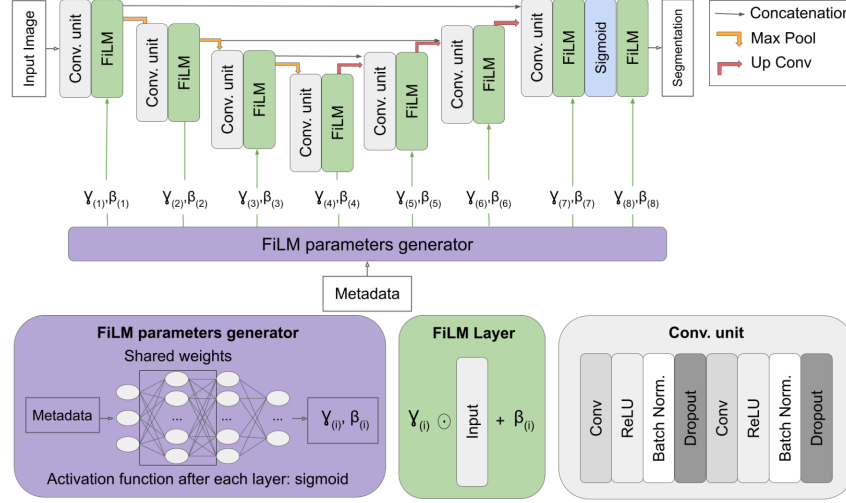 Input Image
Conv. unit
FiLM
Conv. unit
FiLM
Conv. unit
FiLM
Conv. unit
FiLM
Conv. unit
FiLM
Conv. unit
FiLM
Conv. unit
FiLM
Sigmoid
FiLM
Segmentation
Concatenation
Max Pool
Up Conv
γ(1),β(1)
γ(2),β(2)
γ(3),β(3)
γ(4),β(4)
γ(5),β(5)
γ(6),β(6)
γ(7),β(7)
γ(8),β(8)
FiLM parameters generator
Metadata
FiLM parameters generator
Shared weights
Metadata
... ...
γ(i), β(i)
Activation function after each layer: sigmoid
FiLM Layer
γ(i) ⊙ Input + β(i)
Conv. unit
Conv
ReLU
Batch Norm.
Dropout
Conv
ReLU
Batch Norm.
Dropout